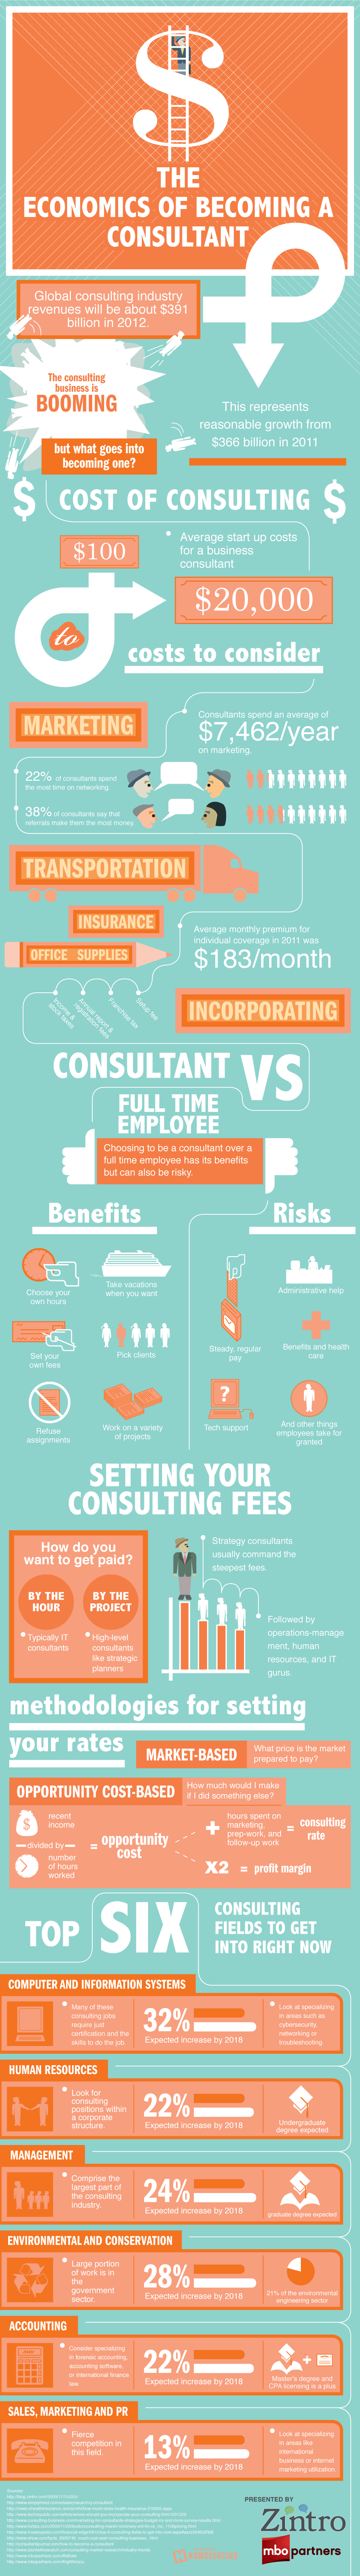 THE
ECONOMICS OF BECOMING A
CONSULTANT
Global consulting industry
revenues will be about $391
billion in 2012.
The consulting
business is
BOOMING
but what goes into
becoming one?
This represents
reasonable growth from
$366 billion in 2011
$ COST OF CONSULTING $
$100
to
Average start up costs
for a business
consultant
$20,000
costs to consider
MARKETING
Consultants spend an average of
$7,462/year
on marketing.
22% of consultants spend
the most time on networking.
38% of consultants say that
referrals make them the most money.
TRANSPORTATION
INSURANCE
OFFICE SUPPLIES
Average monthly premium for
individual coverage in 2011 was
$183/month
INCORPORATING
Income &
stock taxes
Annual report &
registration fees
Franchise tax
Setup fee
CONSULTANT VS
FULL TIME
EMPLOYEE
Choosing to be a consultant over a
full time employee has its benefits
but can also be risky.
Benefits
Choose your
own hours
Take vacations
when you want
Set your
own fees
Pick clients
Refuse
assignments
Work on a variety
of projects
Risks
Steady, regular
pay
Administrative help
Benefits and health
care
?
Tech support
And other things
employees take for
granted
SETTING YOUR
CONSULTING FEES
How do you
want to get paid?
BY THE
HOUR
Typically IT
consultants
BY THE
PROJECT
High-level
consultants
like strategic
planners
Strategy consultants
usually command the
steepest fees.
Followed by
operations-manage
ment, human
resources, and IT
gurus.
methodologies for setting
your rates
MARKET-BASED
What price is the market
prepared to pay?
OPPORTUNITY COST-BASED
How much would I make
if I did something else?
$
recent
income
divided by
number
of hours
worked
= opportunity
cost
+ hours spent on
marketing,
prep-work, and
follow-up work
= consulting
rate
X2 = profit margin
TOP SIX
CONSULTING
FIELDS TO GET
INTO RIGHT NOW
COMPUTER AND INFORMATION SYSTEMS
Many of these
consulting jobs
require just
certification and the
skills to do the job.
32%
Expected increase by 2018
Look at specializing
in areas such as
cybersecurity,
networking or
troubleshooting.
HUMAN RESOURCES
Look for
consulting
positions within
a corporate
structure.
22%
Expected increase by 2018
Undergraduate
degree expected
MANAGEMENT
Comprise the
largest part of
the consulting
industry.
24%
Expected increase by 2018
graduate degree expected
ENVIRONMENTAL AND CONSERVATION
Large portion
of work is in
the
government
sector.
28%
Expected increase by 2018
21% of the environmental
engineering sector
ACCOUNTING
Consider specializing
in forensic accounting,
accounting software,
or international finance
law.
22%
Expected increase by 2018
Master's degree and
CPA licensing is a plus
SALES, MARKETING AND PR
Fierce
competition in
this field.
13%
Expected increase by 2018
Look at specializing
in areas like
international
business or internet
marketing utilization.
Sources:
PRESENTED BY
Zintro
mbo partners